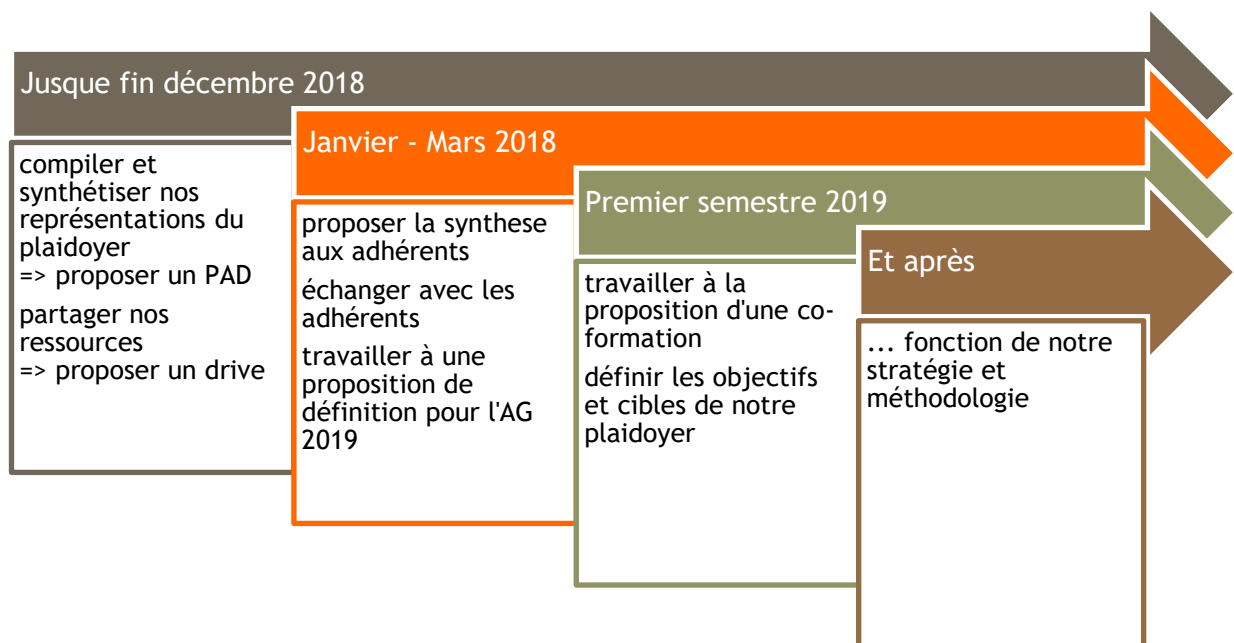 Jusque fin décembre 2018
compiler et
synthétiser nos
représentations du
plaidoyer
=> proposer un PAD
partager nos
ressources
=> proposer un drive
Janvier - Mars 2018
proposer la synthese
aux adhérents
échanger avec les
adhérents
travailler à une
proposition de
définition pour l'AG
2019
Premier semestre 2019
travailler à la
proposition d'une co-
formation
définir les objectifs
et cibles de notre
plaidoyer
Et après
... fonction de notre
stratégie et
méthodologie